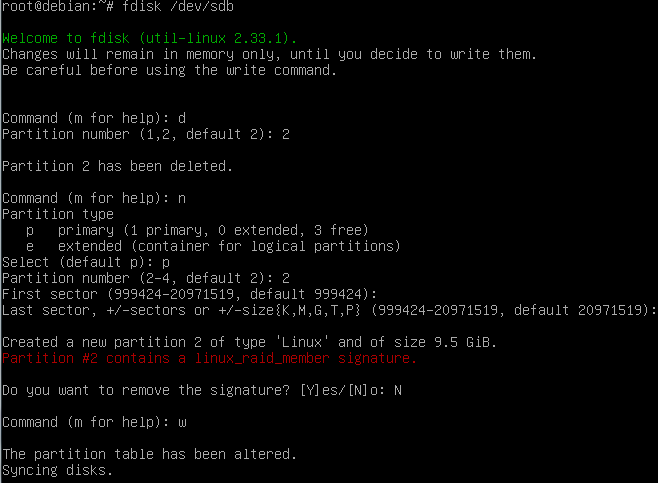 root@debian:~# fdisk /dev/sdb
Welcome to fdisk (util-linux 2.33.1).
Changes will remain in memory only, until you decide to write them.
Be careful before using the write command.
Command (m for help): d
Partition number (1,2, default 2): 2
Partition 2 has been deleted.
Command (m for help): n
Partition type
   p   primary (1 primary, 0 extended, 3 free)
   e   extended (container for logical partitions)
Select (default p): p
Partition number (2-4, default 2): 2
First sector (999424-20971519, default 999424):
Last sector, +/-sectors or +/-size{K,M,G,T,P} (999424-20971519, default 20971519):
Created a new partition 2 of type 'Linux' and of size 9.5 GiB.
Partition #2 contains a linux_raid_member signature.
Do you want to remove the signature? [Y]es/[N]o: N
Command (m for help): w
The partition table has been altered.
Syncing disks.